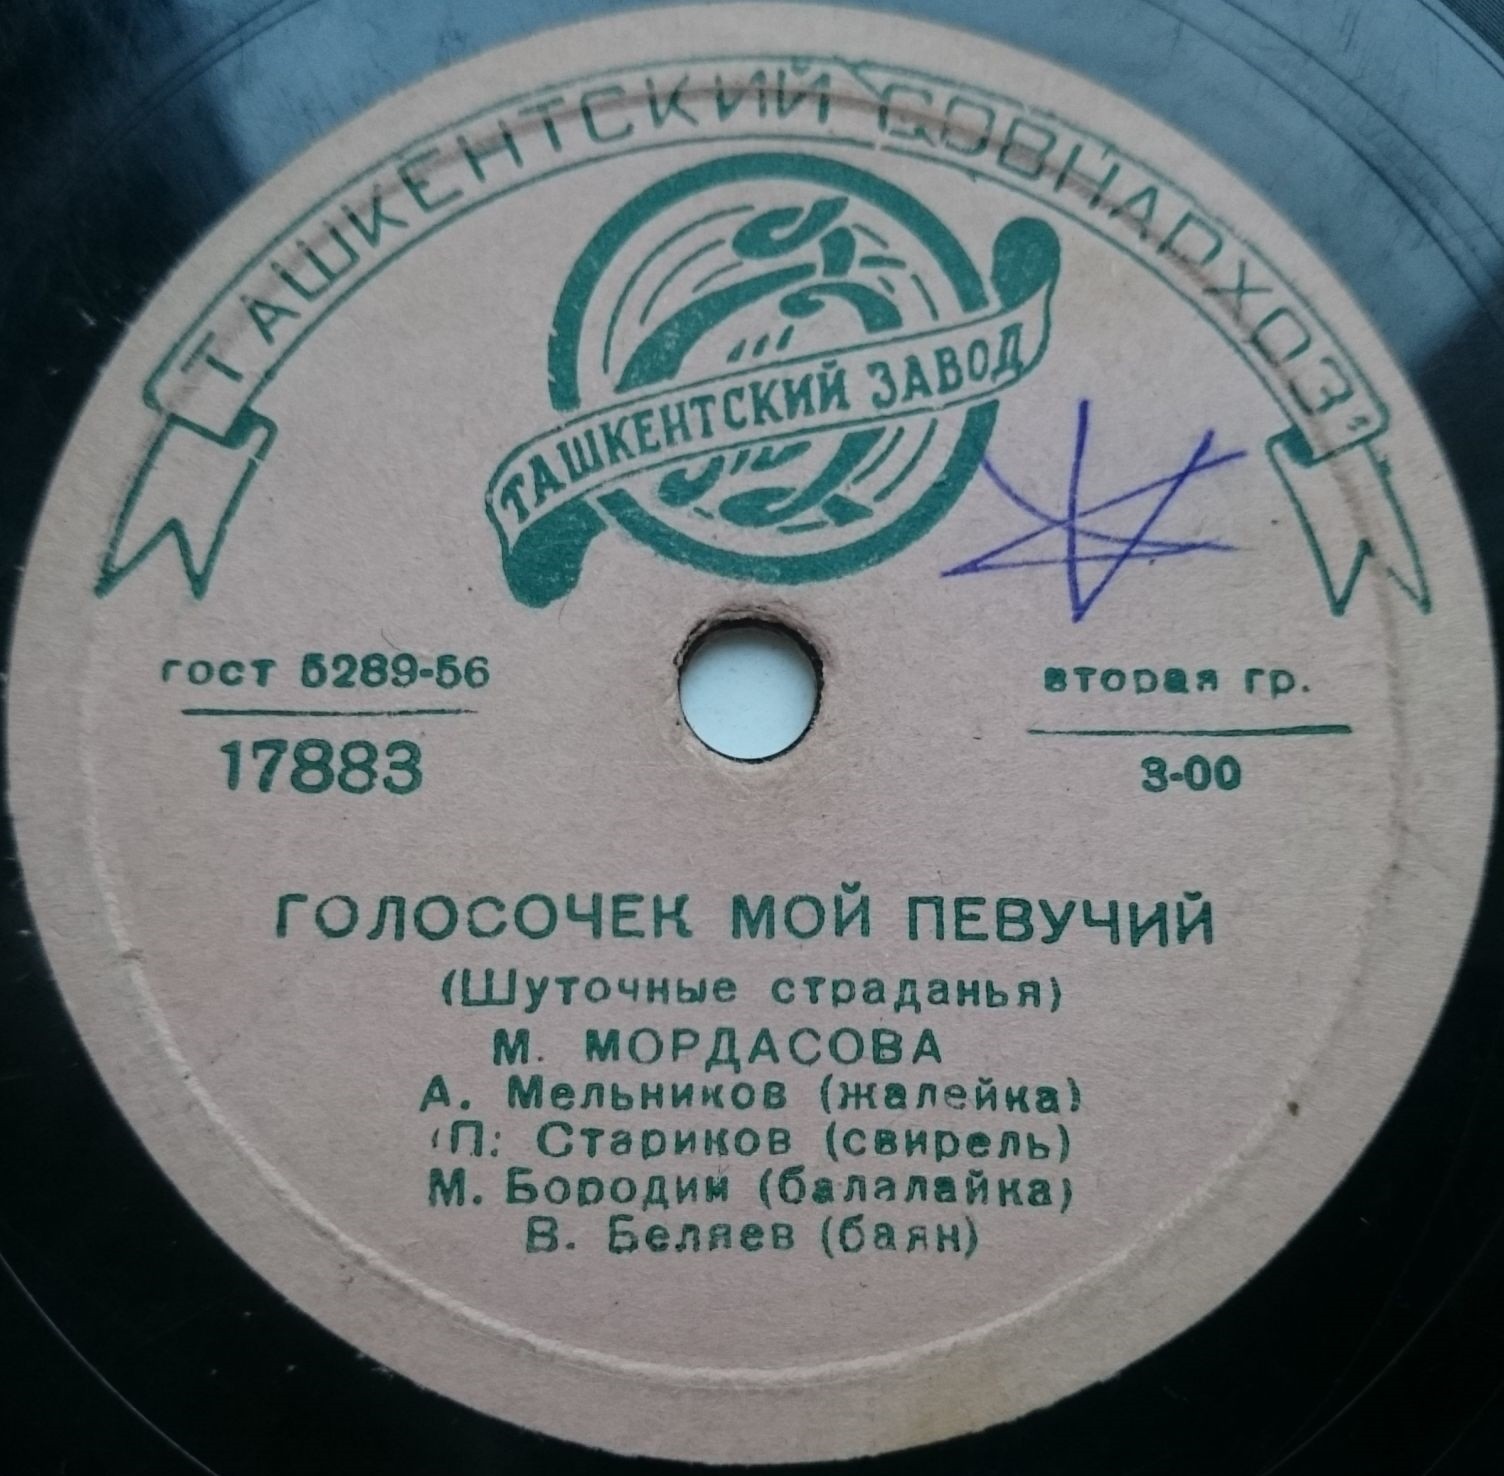 ТАШКЕНТСКИЙ СОВНАРХОЗ
ТАШКЕНТСКИЙ ЗАВОД
ГОСТ 5289-56
17883
вторая гр.
3-00
ГОЛОСОЧЕК МОЙ ПЕВУЧИЙ
(Шуточные страданья)
М. МОРДАСОВА
А. Мельников (жалейка)
П. Стариков (свирель)
М. Бородин (балалайка)
В. Беляев (баян)